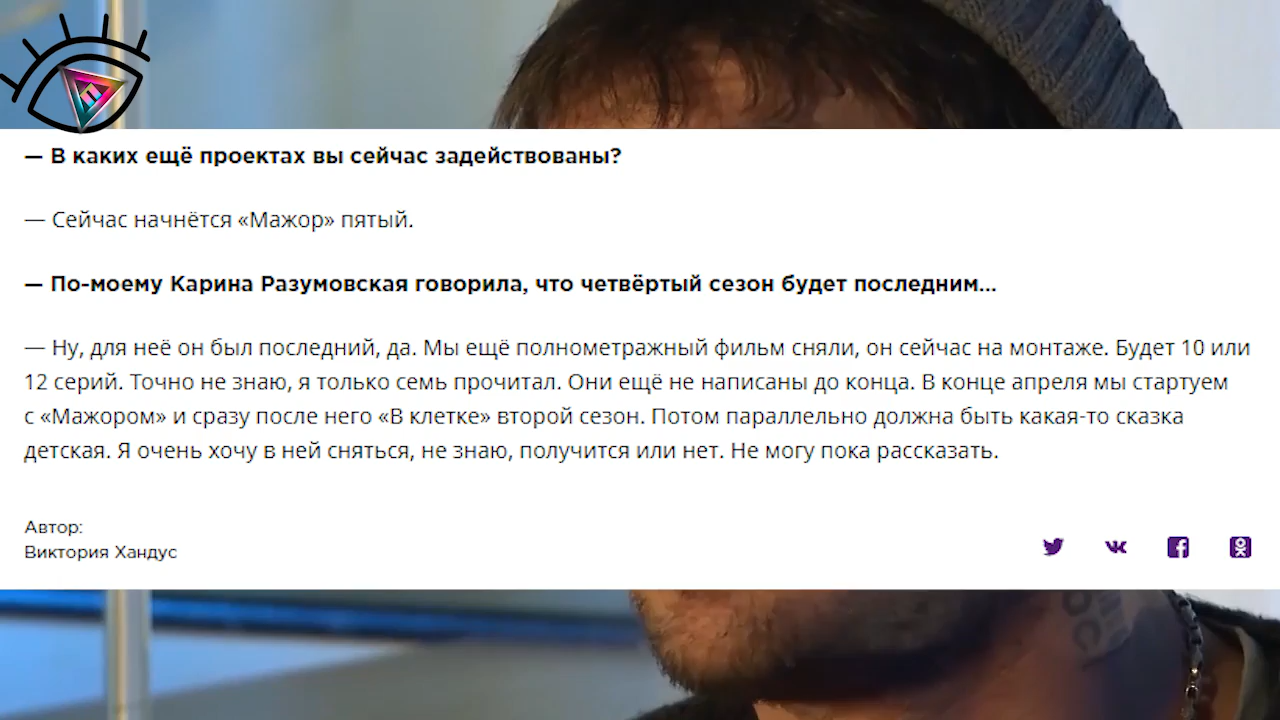 — В каких ещё проектах вы сейчас задействованы?
— Сейчас начнётся «Мажор» пятый.
— По-моему Карина Разумовская говорила, что четвёртый сезон будет последним...
— Ну, для неё он был последний, да. Мы ещё полнометражный фильм сняли, он сейчас на монтаже. Будет 10 или
12 серий. Точно не знаю, я только семь прочитал. Они ещё не написаны до конца. В конце апреля мы стартуем
с «Мажором» и сразу после него «В клетке» второй сезон. Потом параллельно должна быть какая-то сказка
детская. Я очень хочу в ней сняться, не знаю, получится или нет. Не могу пока рассказать.
Автор:
Виктория Хандус